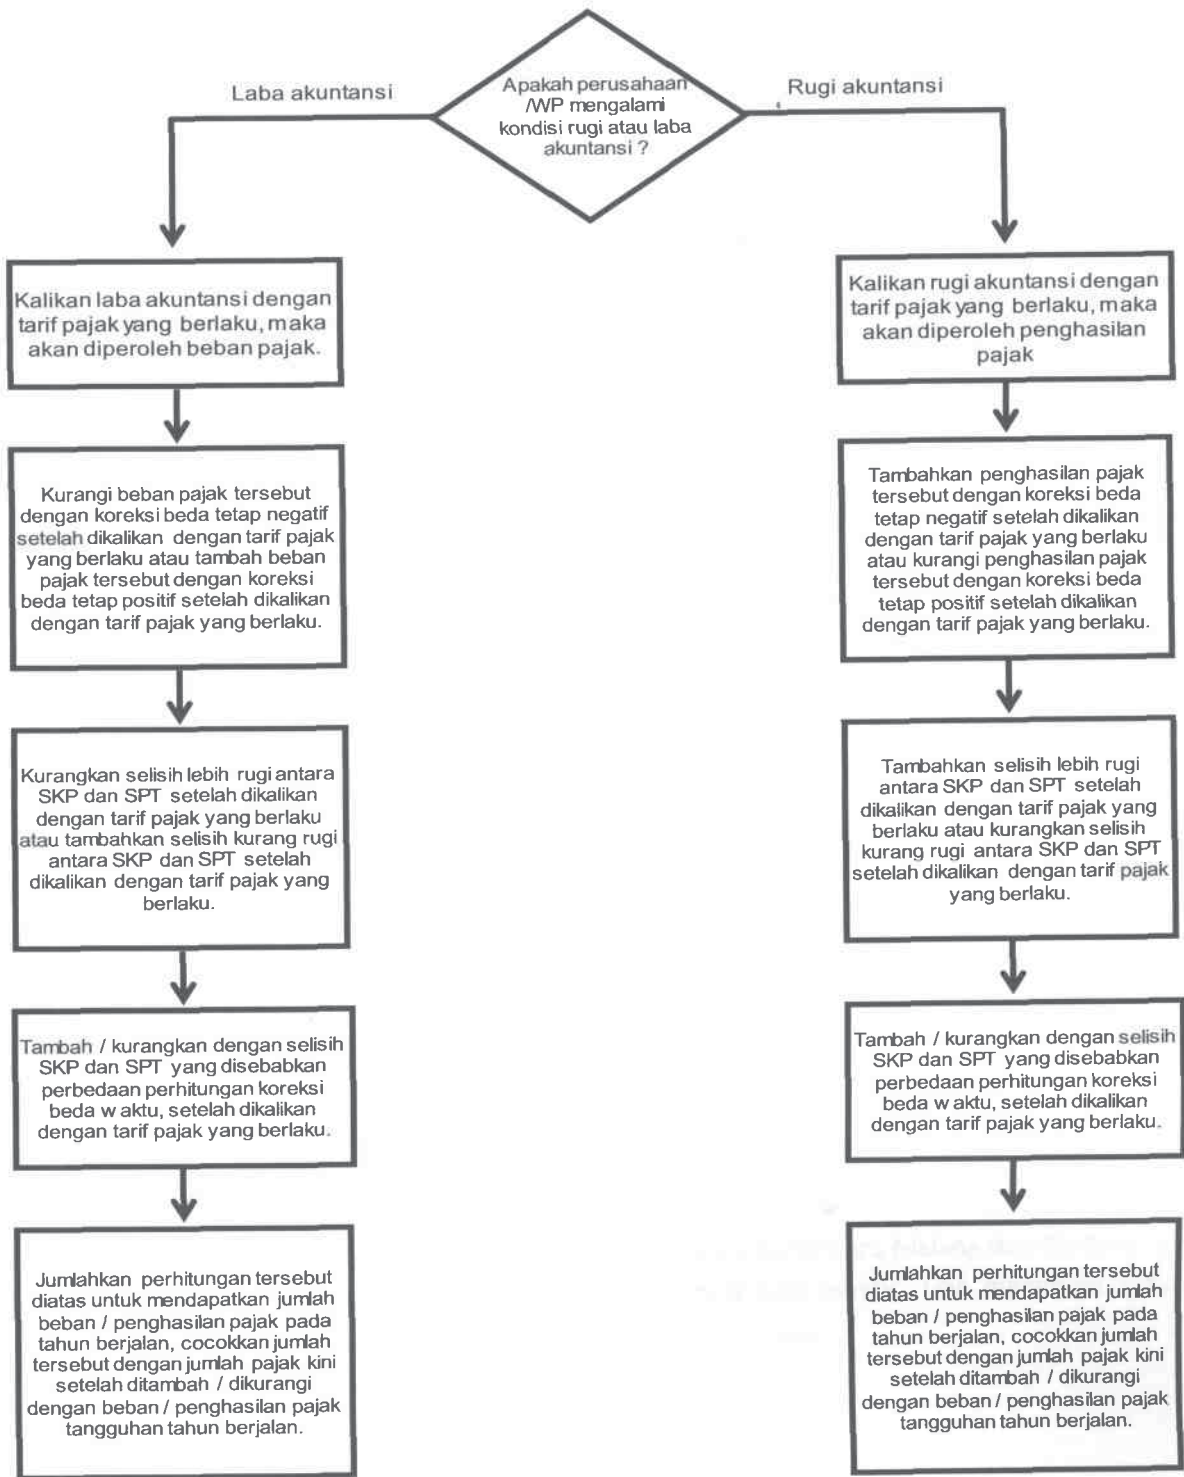 Apakah perusahaan
/WP mengalami
kondisi rugi atau laba
akuntansi ?
Laba akuntansi
Rugi akuntansi
Kalikan laba akuntansi dengan
tarif pajak yang berlaku, maka
akan diperoleh beban pajak.
Kurangi beban pajak tersebut
dengan koreksi beda tetap negatif
setelah dikalikan dengan tarif pajak
yang berlaku atau tambah beban
pajak tersebut dengan koreksi
beda tetap positif setelah dikalikan
dengan tarif pajak yang berlaku.
Kurangkan selisih lebih rugi antara
SKP dan SPT setelah dikalikan
dengan tarif pajak yang berlaku
atau tambahkan selisih kurang rugi
antara SKP dan SPT setelah
dikalikan dengan tarif pajak yang
berlaku.
Tambah / kurangkan dengan selisih
SKP dan SPT yang disebabkan
perbedaan perhitungan koreksi
beda w aktu, setelah dikalikan
dengan tarif pajak yang berlaku.
Jumlahkan perhitungan tersebut
diatas untuk mendapatkan jumlah
beban / penghasilan pajak pada
tahun berjalan, cocokkan jumlah
tersebut dengan jumlah pajak kini
setelah ditambah / dikurangi
dengan beban / penghasilan pajak
tangguhan tahun berjalan.
Kalikan rugi akuntansi dengan
tarif pajak yang berlaku, maka
akan diperoleh penghasilan
pajak
Tambahkan penghasilan pajak
tersebut dengan koreksi beda
tetap negatif setelah dikalikan
dengan tarif pajak yang berlaku
atau kurangi penghasilan pajak
tersebut dengan koreksi beda
tetap positif setelah dikalikan
dengan tarif pajak yang berlaku.
Tambahkan selisih lebih rugi
antara SKP dan SPT setelah
dikalikan dengan tarif pajak yang
berlaku atau kurangkan selisih
kurang rugi antara SKP dan SPT
setelah dikalikan dengan tarif pajak
yang berlaku.
Tambah / kurangkan dengan selisih
SKP dan SPT yang disebabkan
perbedaan perhitungan koreksi
beda w aktu, setelah dikalikan
dengan tarif pajak yang berlaku.
Jumlahkan perhitungan tersebut
diatas untuk mendapatkan jumlah
beban / penghasilan pajak pada
tahun berjalan, cocokkan jumlah
tersebut dengan jumlah pajak kini
setelah ditambah / dikurangi
dengan beban / penghasilan pajak
tangguhan tahun berjalan.